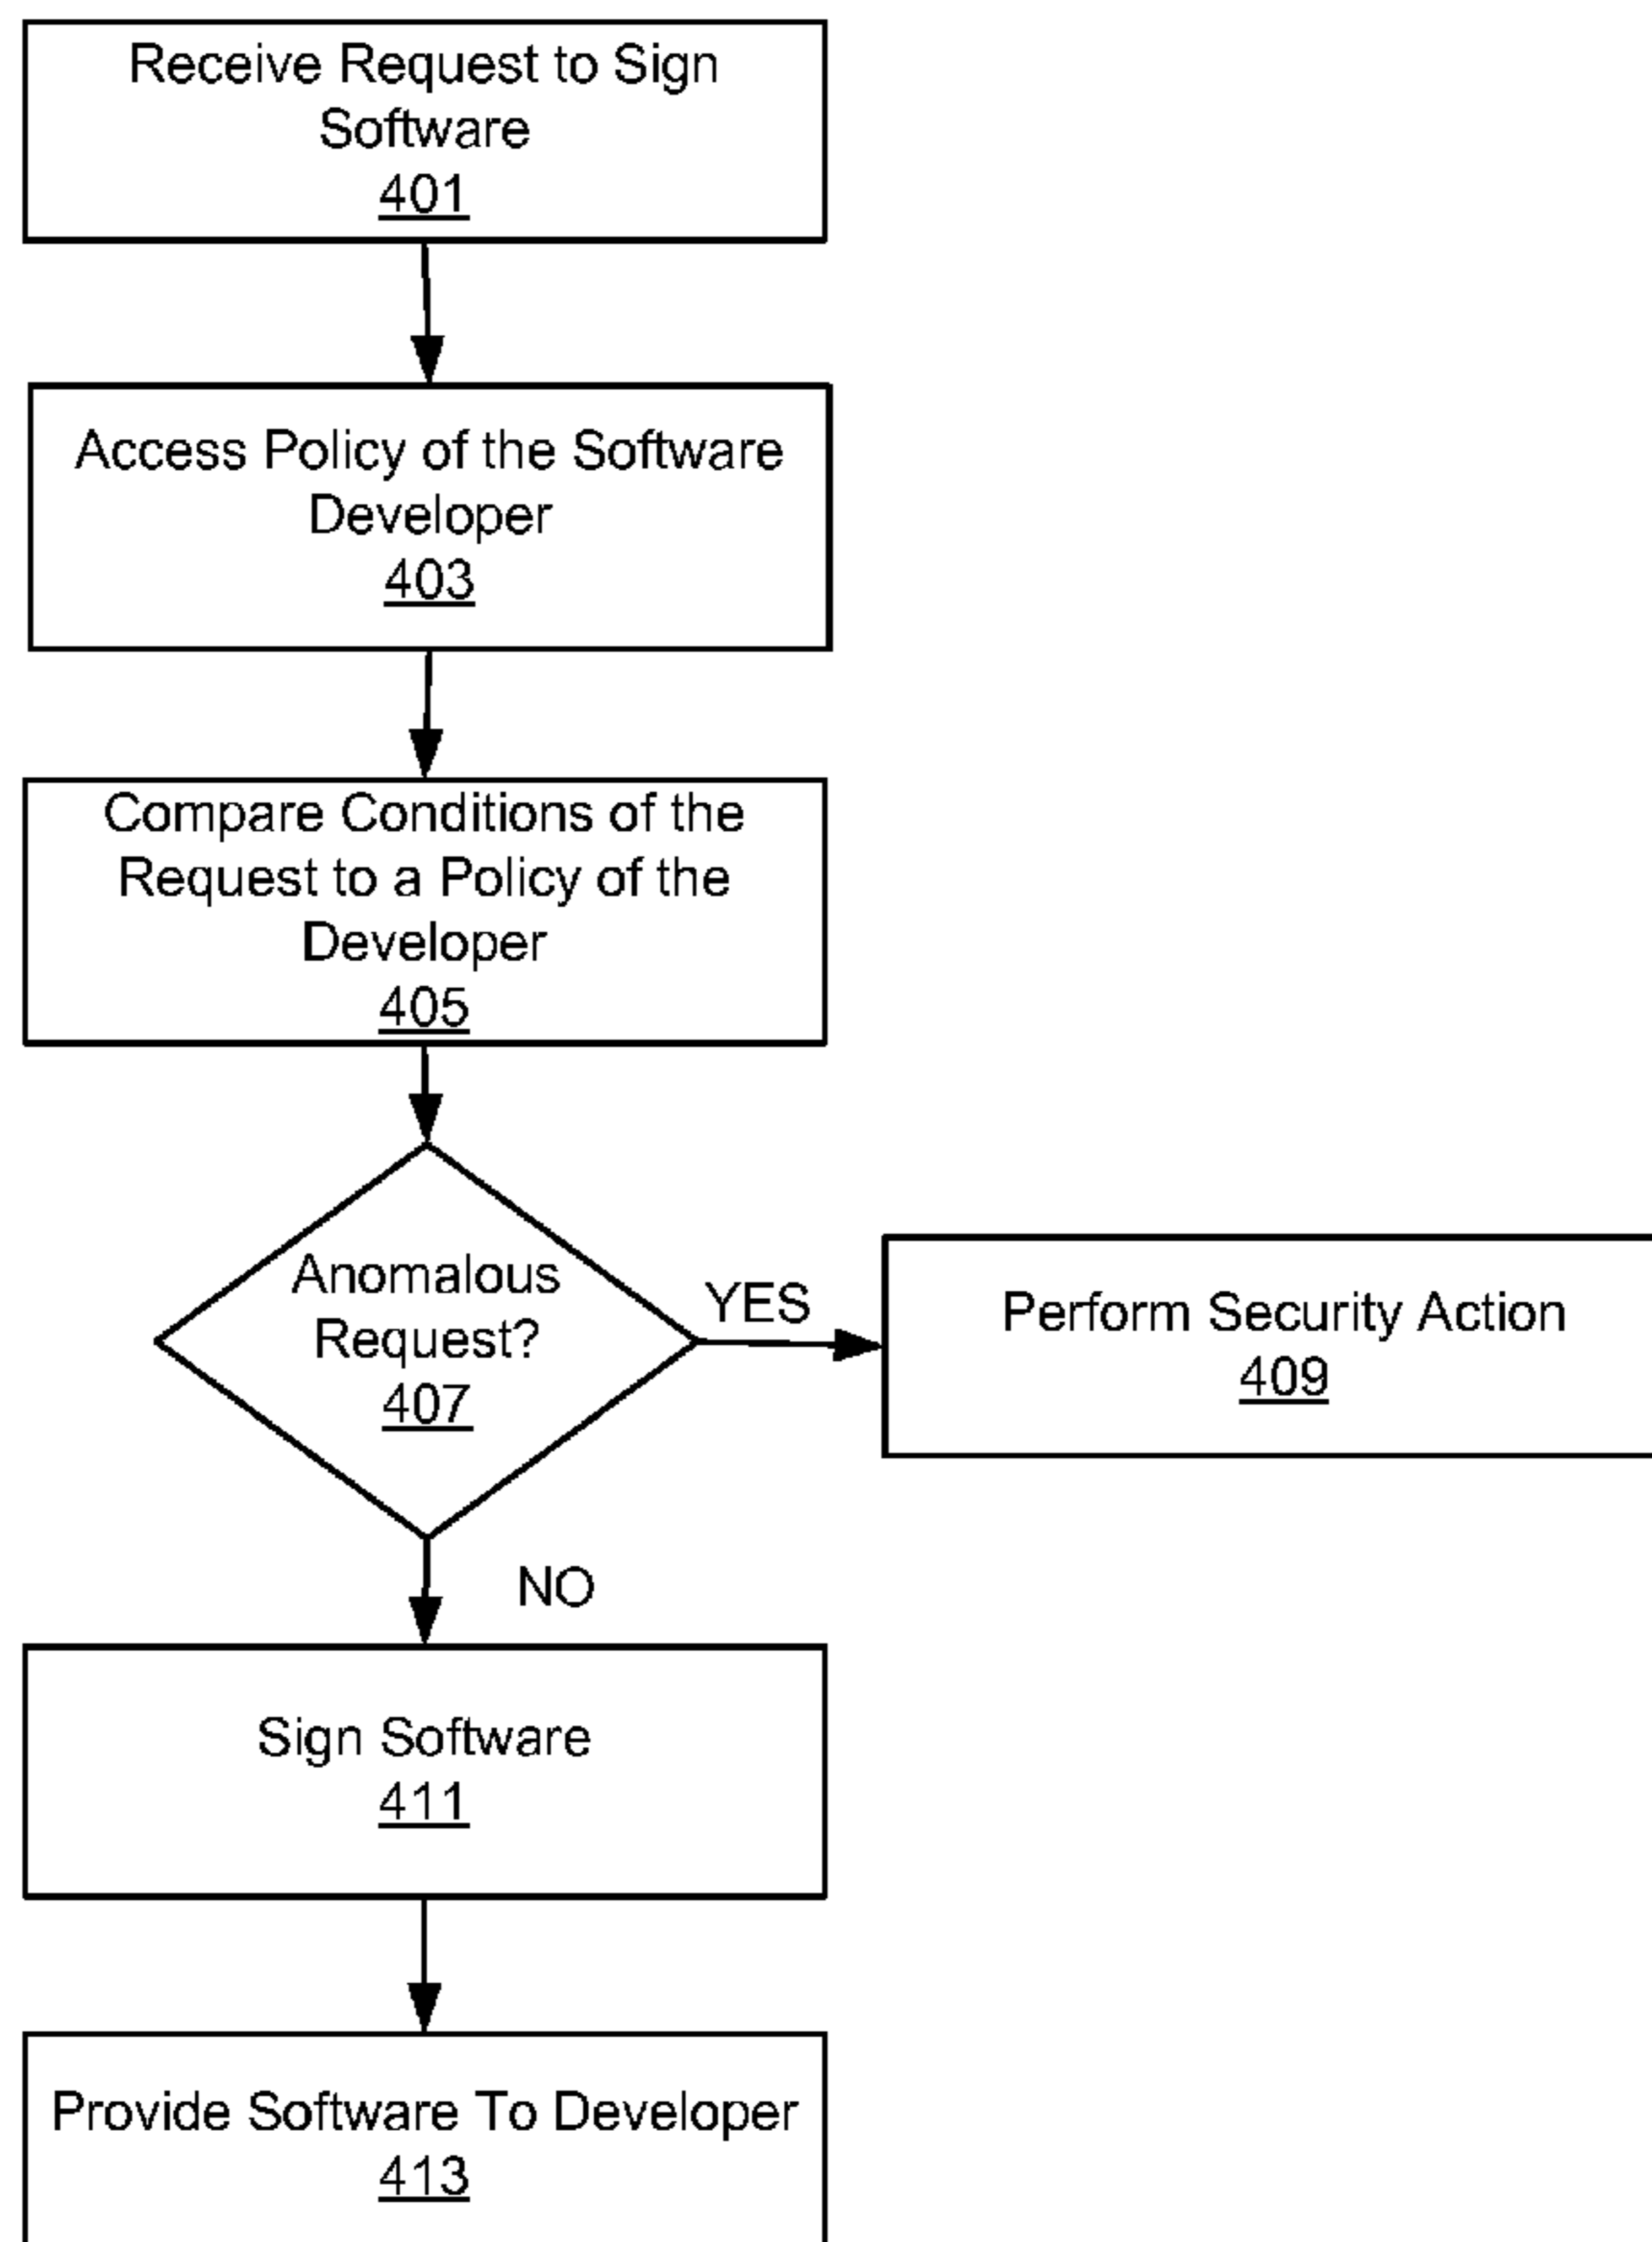 Receive Request to Sign
Software
401
Access Policy of the Software
Developer
403
Compare Conditions of the
Request to a Policy of the
Developer
405
Anomalous
Request?
407
YES
Perform Security Action
409
NO
Sign Software
411
Provide Software To Developer
413